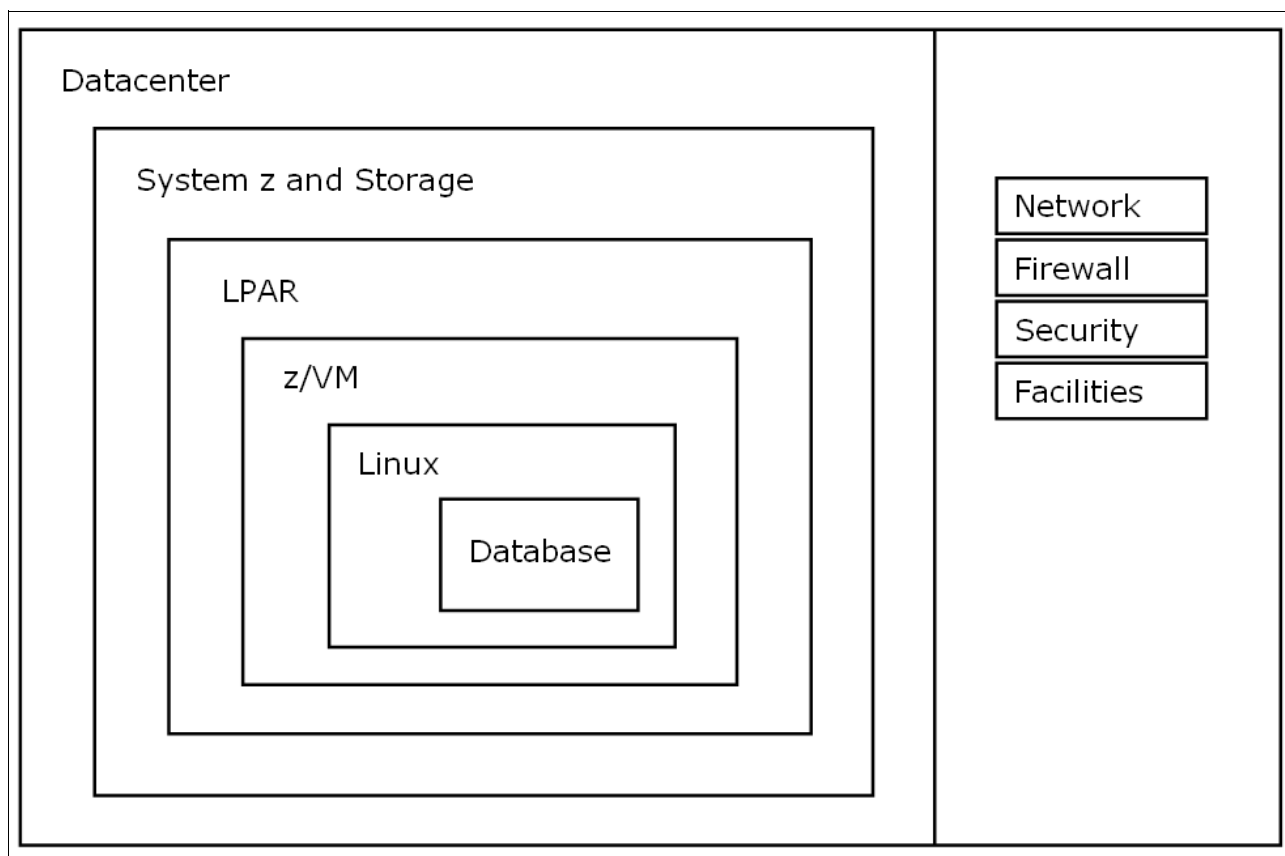 Datacenter
System z and Storage
LPAR
z/VM
Linux
Database
Network
Firewall
Security
Facilities